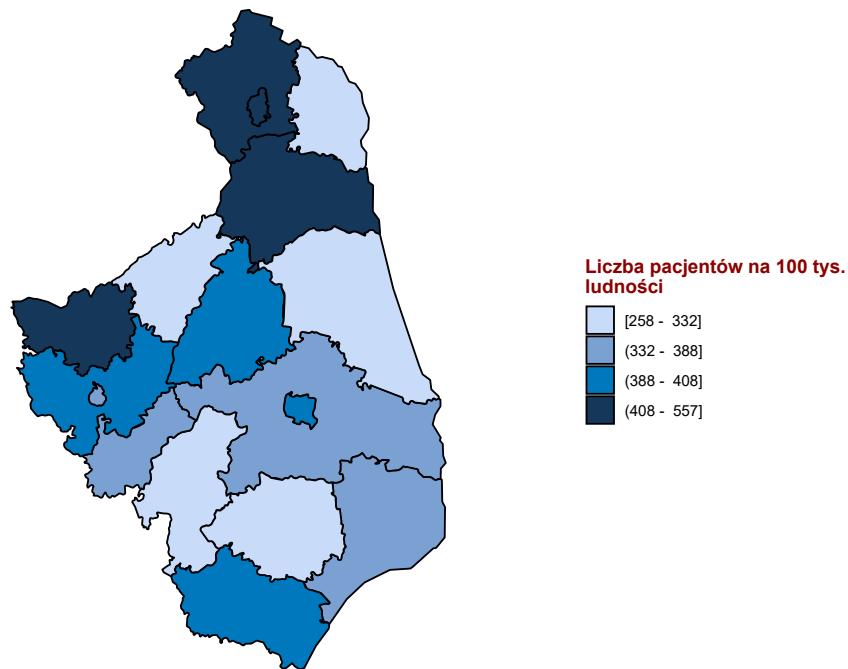 Liczba pacjentów na 100 tys.
ludności
[258 - 332]
(332 - 388]
(388 - 408]
(408 - 557]